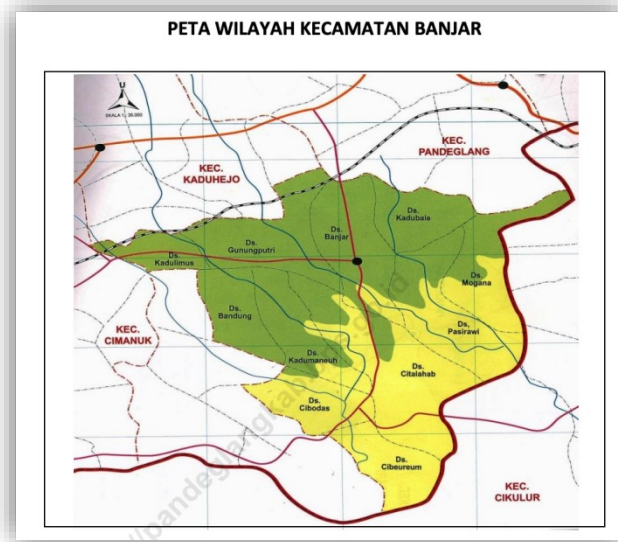 PETA WILAYAH KECAMATAN BANJAR
U
KEC.
PANDEGLANG
KEC.
KADUHEJO
Ds.
Kadubale
Ds.
Banjar
Ds.
Gunungputri
Ds.
Kadulimus
Ds.
Mogana
Ds.
Bandung
Ds,
Pasirawi
KEC.
CIMANUK
Ds.
Kadumaneuh
Ds.
Citalahab
Ds.
Cibodas
Ds.
Cibeureum
KEC.
CIKULUR